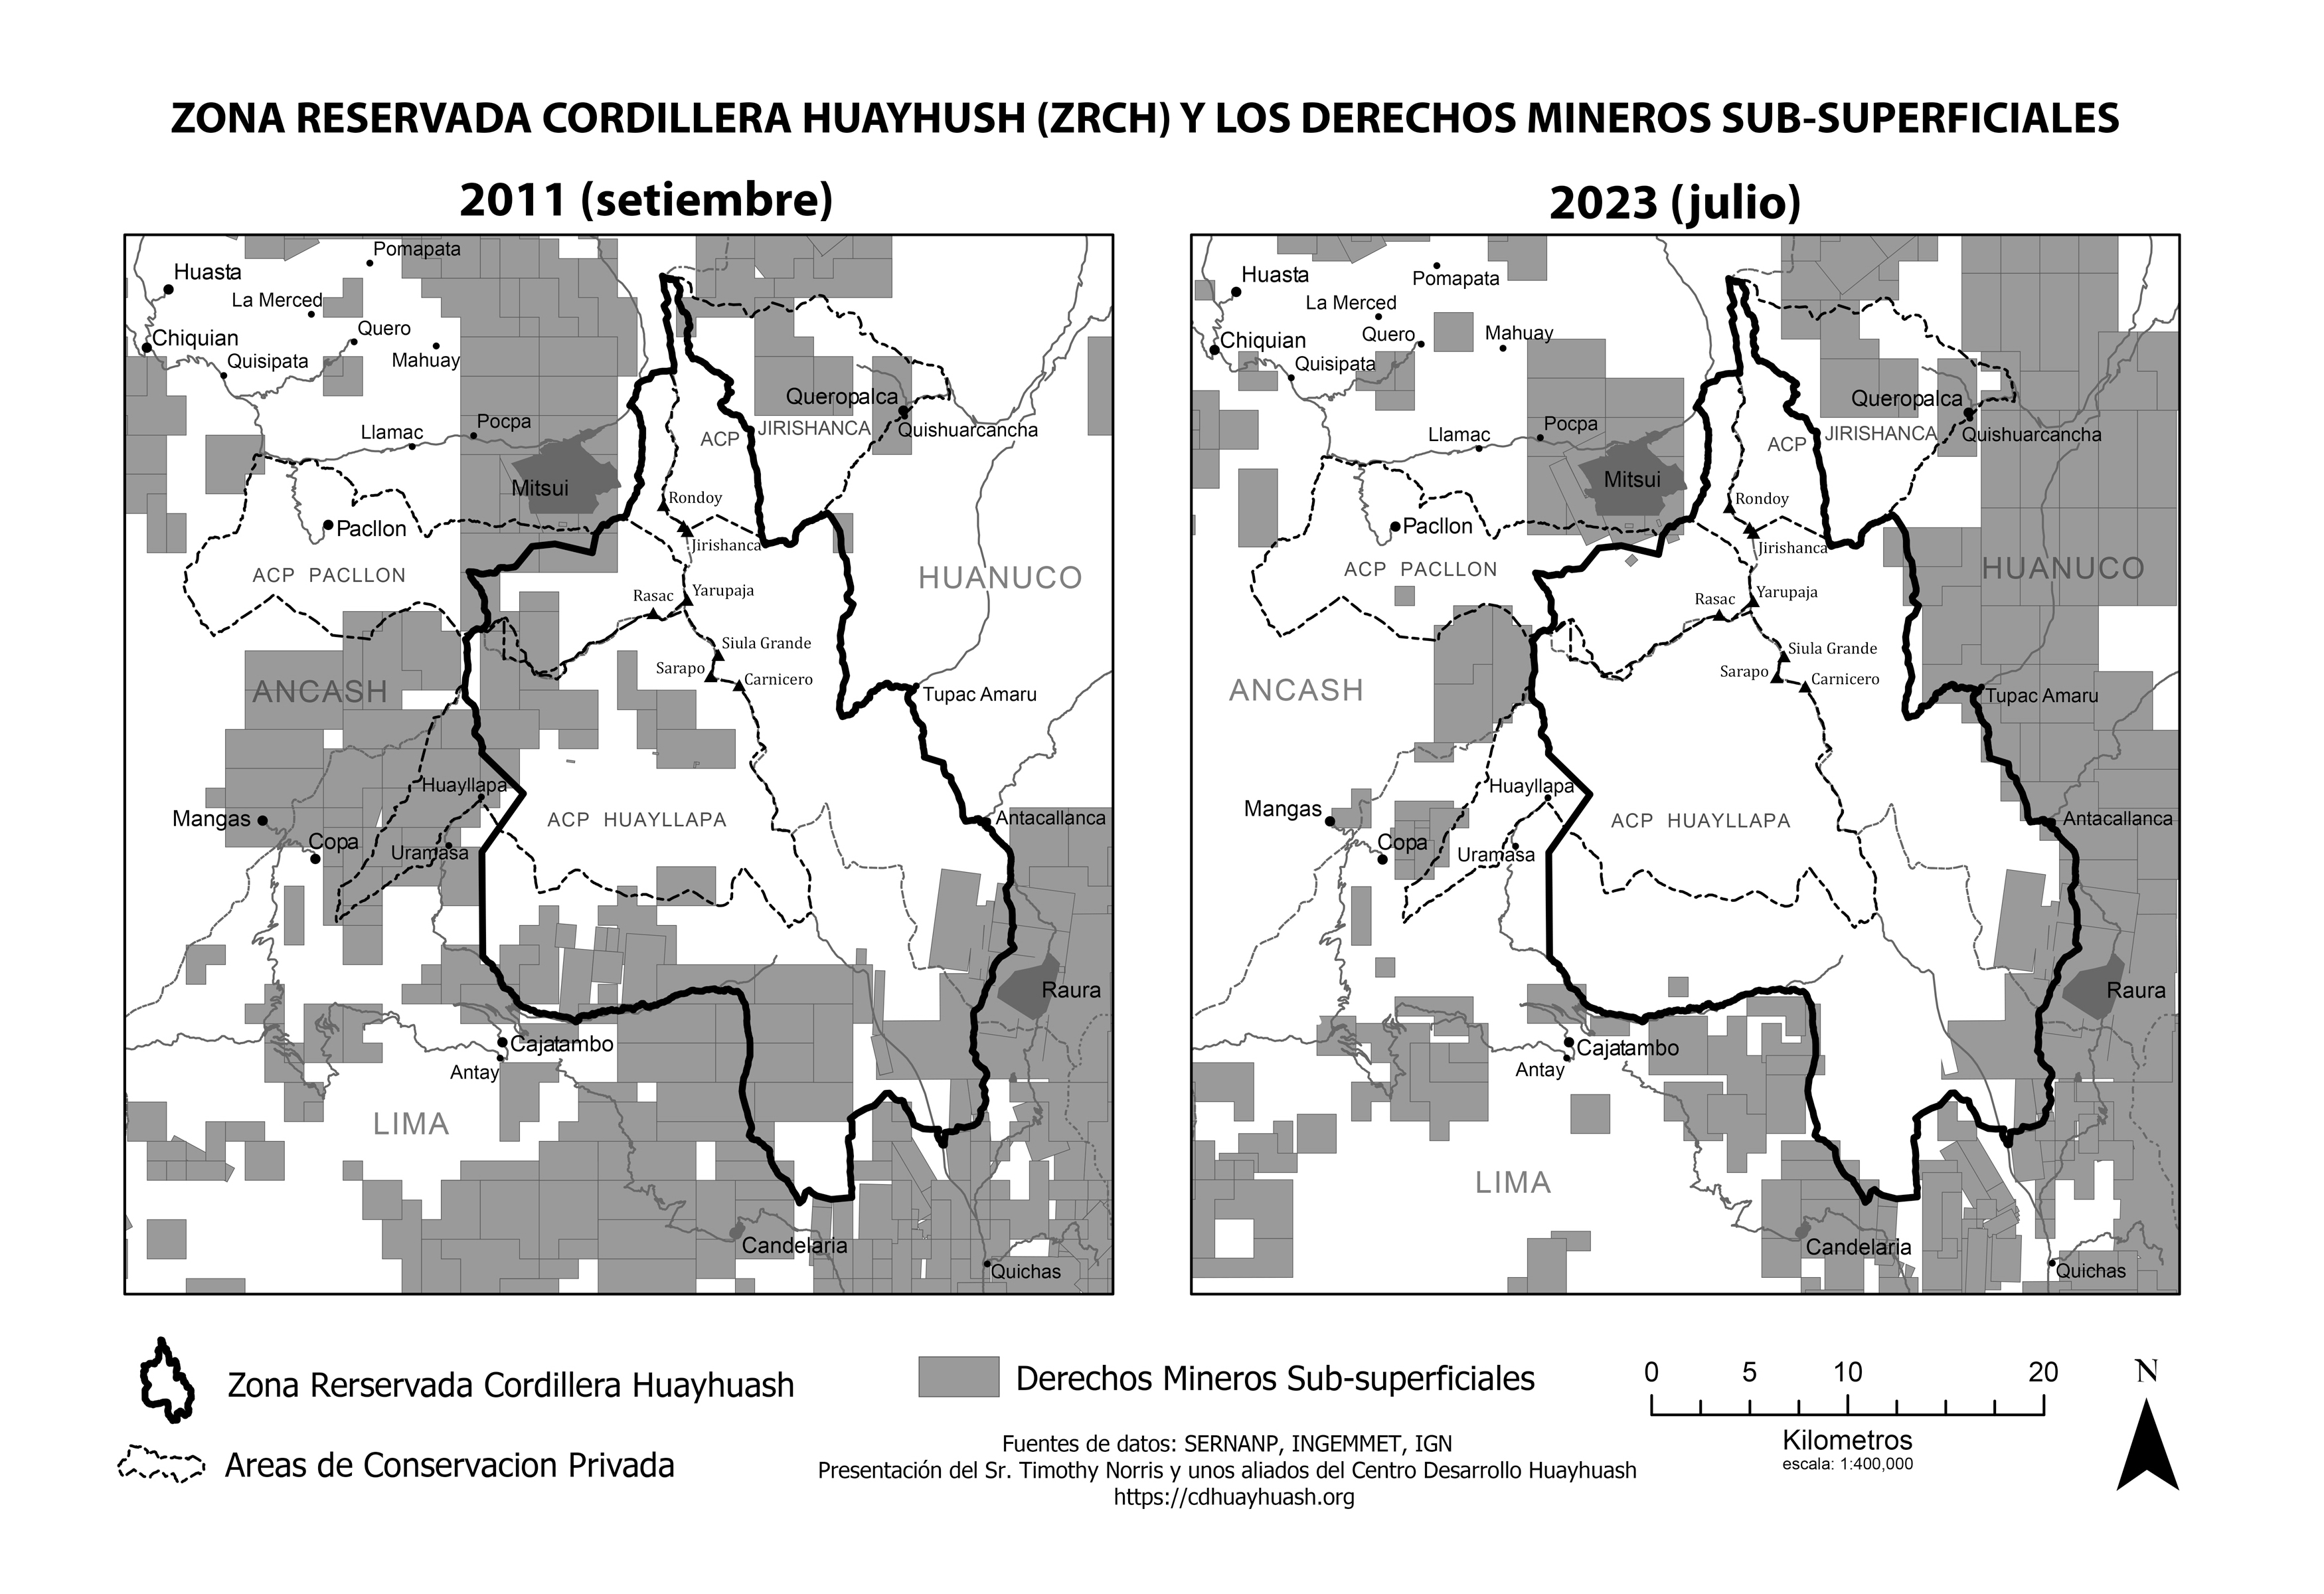 ZONA RESERVADA CORDILLERA HUAYHUSH (ZRCH) Y LOS DERECHOS MINEROS SUB-SUPERFICIALES
2011 (setiembre)
Pomapata
Huasta
La Merced
Quero
Chiquian
Quisipata
Mahuay
Queropalca
Pocpa
Llamac
ACP
JIRISHANCA
Quishuarcancha
Mitsui
Rondoy
Pacllon
Jirishanca
ACP PACLLON
HUANUCO
Rasac
Yarupaja
Siula Grande
Sarapo
Carnicero
ANCASH
Tupac Amaru
Huayllapa
Mangas
ACP HUAYLLAPA
Antacallanca
Copa
Uramasa
Raura
Cajatambo
Antay
LIMA
Candelaria
Quichas
2023 (julio)
Huasta
Pomapata
La Merced
Quero
Mahuay
Chiquian
Quisipata
Queropalca
Pocpa
Llamac
ACP
JIRISHANCA
Quishuarcancha
Mitsui
Rondoy
Pacllon
Jirishanca
ACP PACLLON
HUANUCO
Rasac
Yarupaja
Siula Grande
Sarapo
Carnicero
ANCASH
Tupac Amaru
Huayllapa
Mangas
ACP HUAYLLAPA
Antacallanca
Copa
Uramasa
Raura
Cajatambo
Antay
LIMA
Candelaria
Quichas
Zona Rerservada Cordillera Huayhuash
Areas de Conservacion Privada
Derechos Mineros Sub-superficiales
Fuentes de datos: SERNANP, INGEMMET, IGN
Presentación del Sr. Timothy Norris y unos aliados del Centro Desarrollo Huayhuash
https://cdhuayhuash.org
0 5 10 20
Kilometros
escala: 1:400,000
N